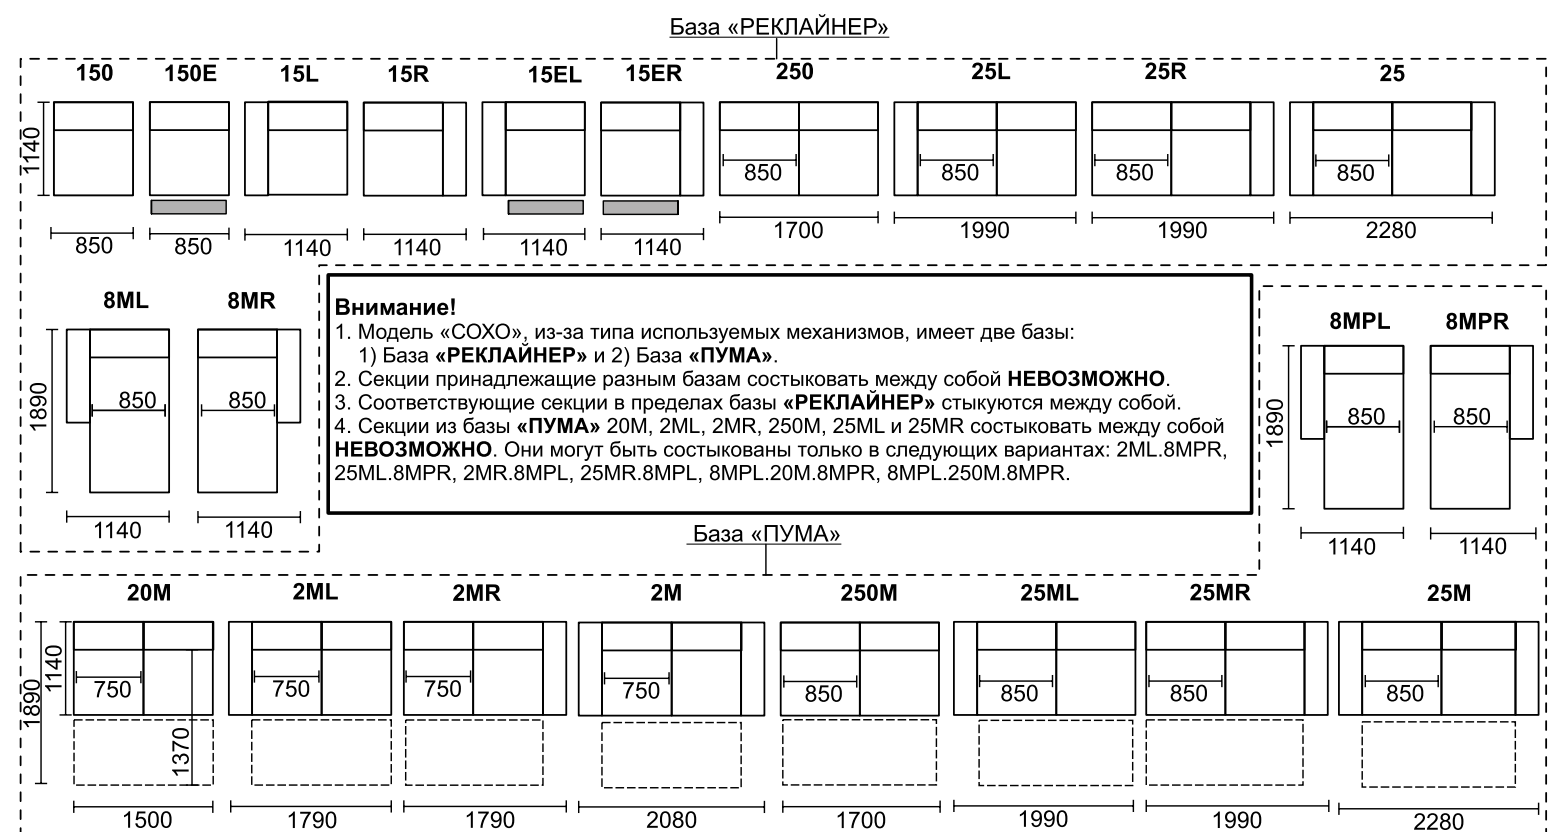 База «РЕКЛАЙНЕР»
150 150E 15L 15R 15EL 15ER 250 25L 25R 25
1140
850 850 850 850
850 850 1140 1140 1140 1140 1700 1990 1990 2280
8ML 8MR
1890
850 850
1140 1140
Внимание!
1. Модель «СОХО», из-за типа используемых механизмов, имеет две базы:
1) База «РЕКЛАЙНЕР» и 2) База «ПУМА».
2. Секции принадлежащие разным базам состыковать между собой НЕВОЗМОЖНО.
3. Соответствующие секции в пределах базы «РЕКЛАЙНЕР» стыкуются между собой.
4. Секции из базы «ПУМА» 20М, 2ML, 2MR, 250М, 25ML и 25MR состыковать между собой
НЕВОЗМОЖНО. Они могут быть состыкованы только в следующих вариантах: 2ML.8MPR,
25ML.8MPR, 2MR.8MPL, 25MR.8MPL, 8MPL.20M.8MPR, 8MPL.250M.8MPR.
8MPL 8MPR
1890
850 850
1140 1140
База «ПУМА»
20M 2ML 2MR 2M 250M 25ML 25MR 25M
1890
1140
750 750 750 750 850 850 850 850
1370
1500 1790 1790 2080 1700 1990 1990 2280